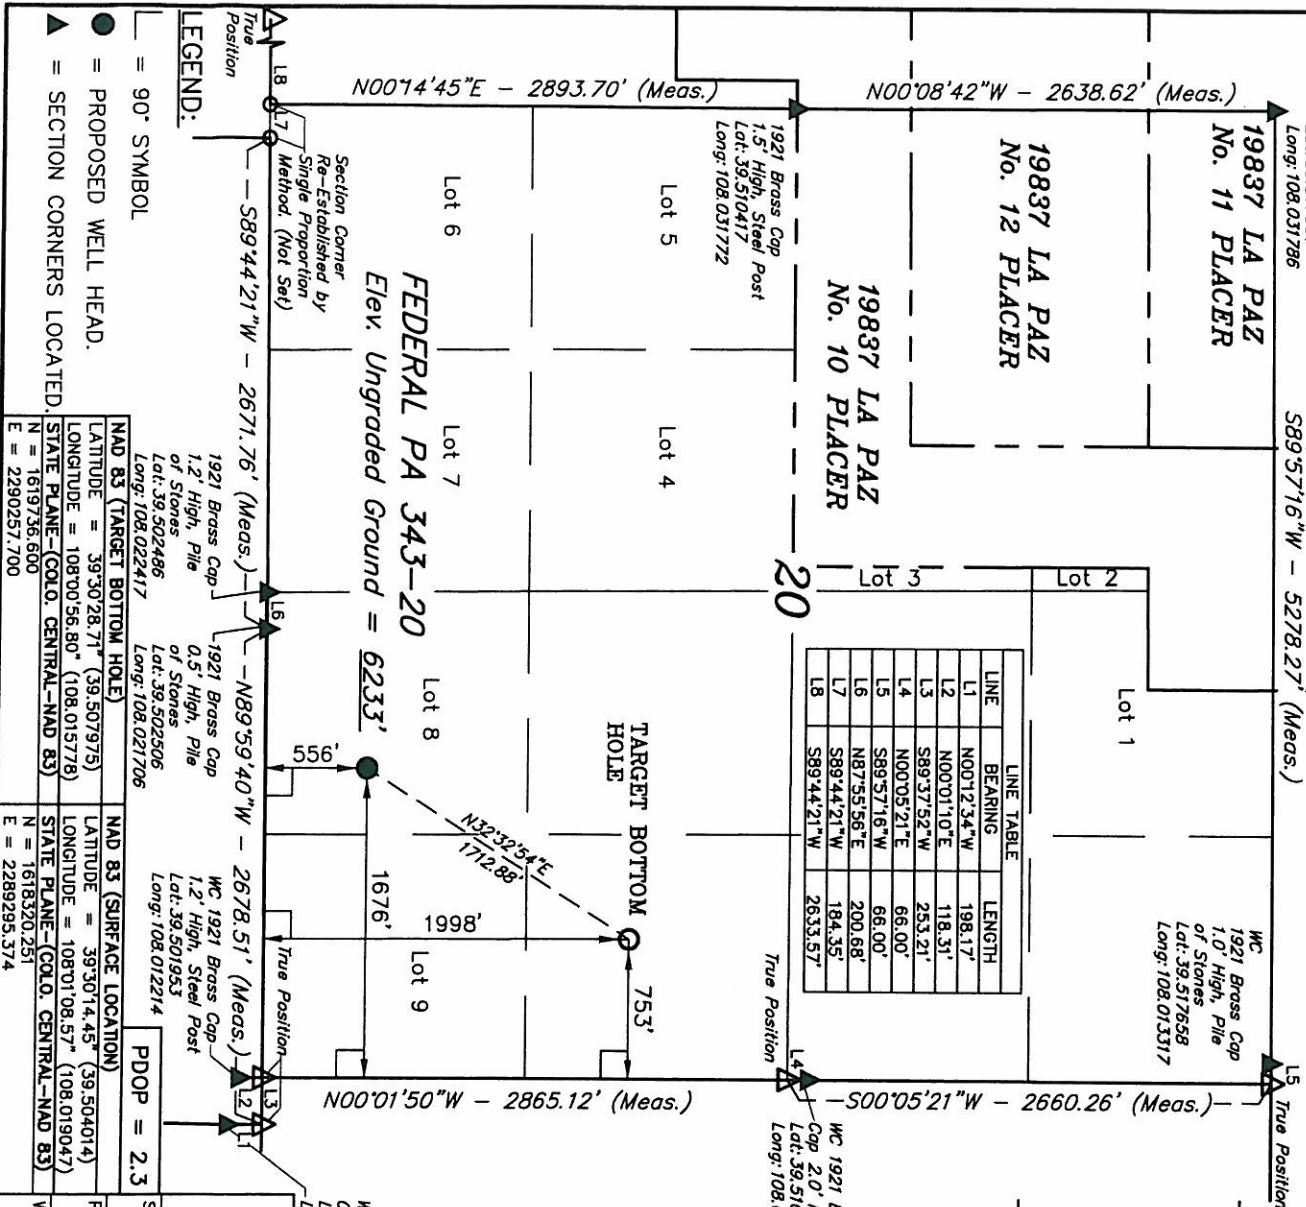 Long: 108.031786
S89°57'16"W - 5278.27' (Meas.)
L5
True Position
19837 LA PAZ
No. 11 PLACER
19837 LA PAZ
No. 12 PLACER
19837 LA PAZ
No. 10 PLACER
N00°08'42"W - 2638.62' (Meas.)
N00°14'45"E - 2893.70' (Meas.)
1921 Brass Cap
1.5' High, Steel Post
Lat: 39.510417
Long: 108.031772
WC
1921 Brass Cap
1.0' High, Pile
of Stones
Lat: 39.517658
Long: 108.013317
Lot 1
Lot 2
Lot 3
20
LINE TABLE
LINE BEARING LENGTH
L1 N00°12'34"W 198.17'
L2 N00°01'10"E 118.31'
L3 S89°37'52"W 253.21'
L4 N00°05'21"E 66.00'
L5 S89°57'16"W 66.00'
L6 N87°55'56"E 200.68'
L7 S89°44'21"W 184.35'
L8 S89°44'21"W 2633.57'
S00°05'21"W - 2660.26' (Meas.)
L4
True Position
WC 1921
Cap 2.0'
Long: 108.
Lot 5
Lot 4
Lot 6
Lot 7
Lot 8
Lot 9
TARGET BOTTOM
HOLE
753'
1998'
N32°32'54"E
1712.88'
FEDERAL PA 343-20
Elev. Ungraded Ground = 6233'
556'
1676'
N00°01'50"W - 2865.12' (Meas.)
Section Corner
Re-Established by
Single Proportion
Method. (Not Set)
L8
L7
True
Position
L6
True Position
L3
L2
L1
S89°44'21"W - 2671.76' (Meas.)
N89°59'40"W - 2678.51' (Meas.)
1921 Brass Cap
1.2' High, Pile
of Stones
Lat: 39.502486
Long: 108.022417
1921 Brass Cap
0.5' High, Pile
of Stones
Lat: 39.502506
Long: 108.021706
WC 1921 Brass Cap
1.2' High, Steel Post
Lat: 39.501953
Long: 108.012214
LEGEND:
= 90° SYMBOL
= PROPOSED WELL HEAD.
= SECTION CORNERS LOCATED.
PDOP = 2.3
NAD 83 (TARGET BOTTOM HOLE)
LATITUDE = 39°30'28.71" (39.507975)
LONGITUDE = 108°00'56.80" (108.015778)
STATE PLANE-(COLO. CENTRAL-NAD 83)
N = 1619736.600
E = 2290257.700
NAD 83 (SURFACE LOCATION)
LATITUDE = 39°30'14.45" (39.504014)
LONGITUDE = 108°01'08.57" (108.019047)
STATE PLANE-(COLO. CENTRAL-NAD 83)
N = 1618320.251
E = 2289295.374